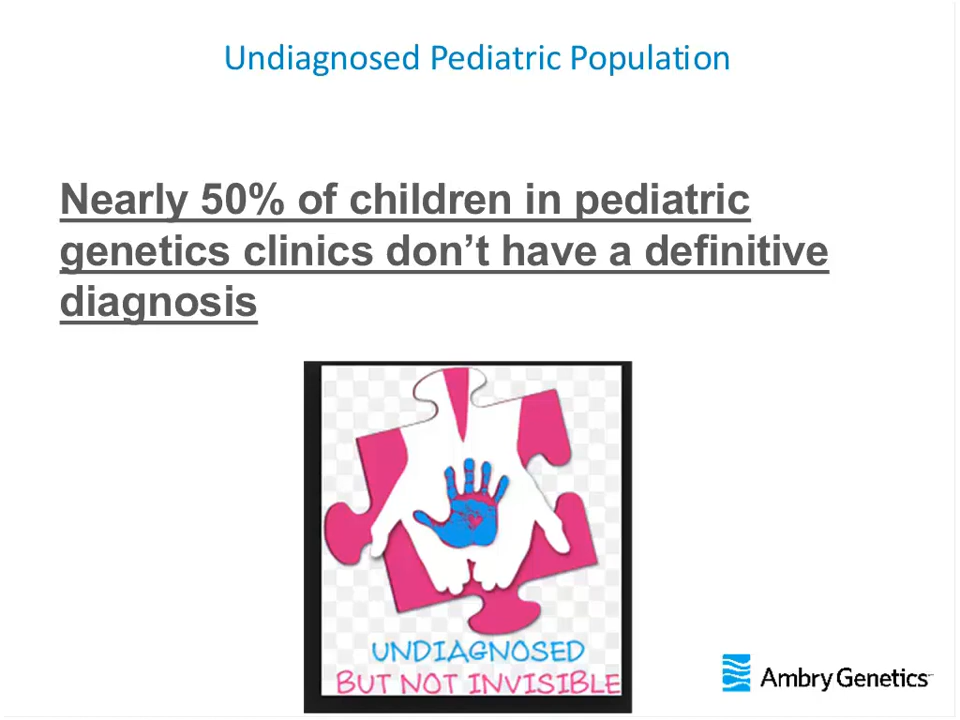 Undiagnosed Pediatric Population
Nearly 50% of children in pediatric
genetics clinics don’t have a definitive
diagnosis
UNDIAGNOSED
BUT NOT INVISIBLE
Ambry Genetics